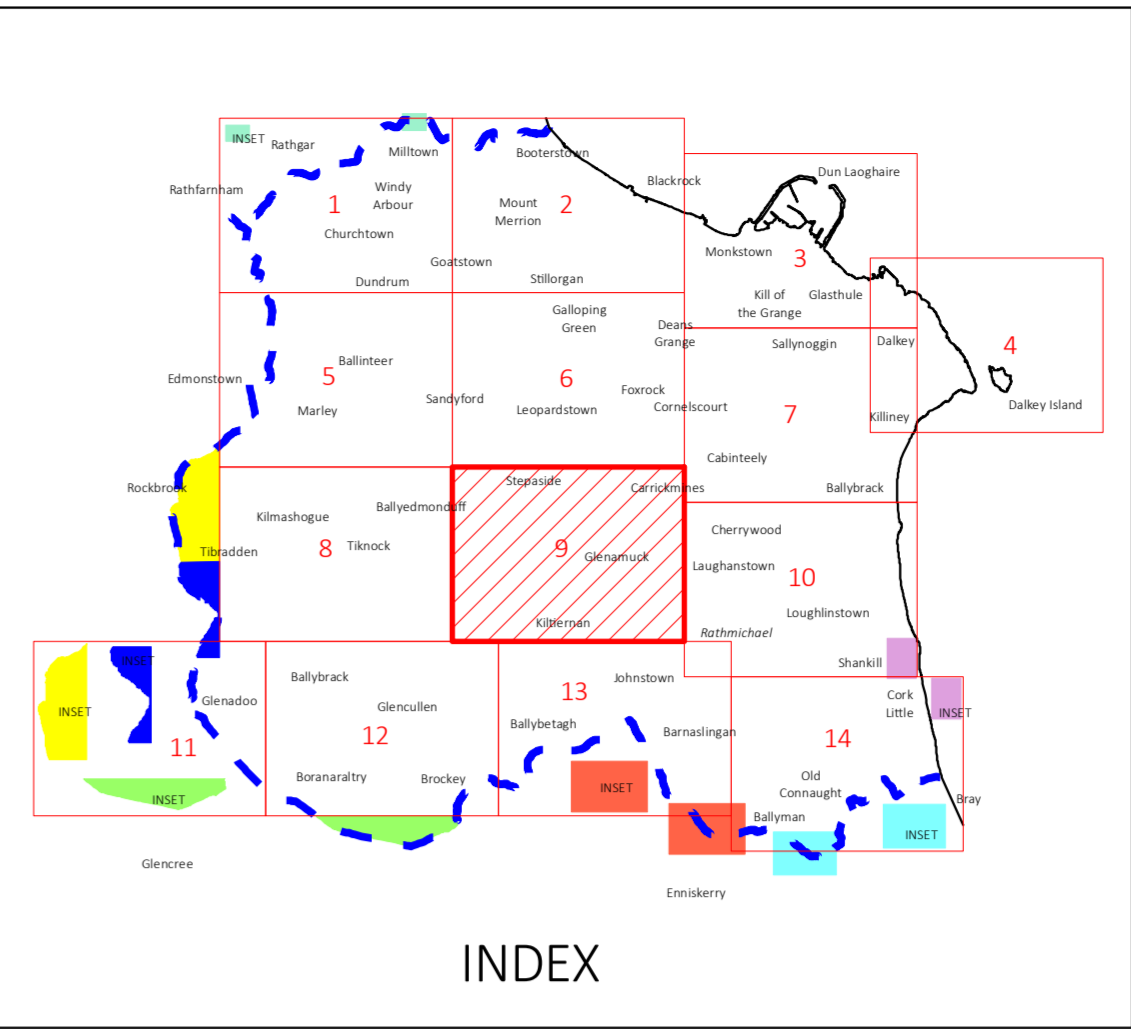 INSET
Rathgar
Milltown
Booterstown
Rathfarnham
Windy
Arbour
1
Churchtown
Goatstown
Dundrum
Mount
Merrion
2
Stillorgan
Blackrock
Dun Laoghaire
Monkstown
3
Kill of
the Grange
Glasthule
Galloping
Green
Deans
Grange
Sallynoggin
Dalkey
4
Dalkey Island
Killiney
Edmonstown
Ballinteer
5
Marley
Sandyford
6
Leopardstown
Foxrock
Cornelscourt
7
Cabinteely
Ballybrack
Rockbrook
Tibradden
Kilmashogue
Ballyedmonduff
8
Tiknock
Stepaside
Carrickmines
9
Glenamuck
Kiltiernan
Cherrywood
Laughanstown
10
Loughlinstown
Rathmichael
Shankill
INSET
INSET
Glenadoo
11
INSET
Ballybrack
Glencullen
12
Boranaraltry
Brockey
13
Johnstown
Ballybetagh
Barnaslingan
INSET
Cork
Little
INSET
14
Old
Connaught
Ballyman
Bray
INSET
Glencree
Enniskerry
INDEX